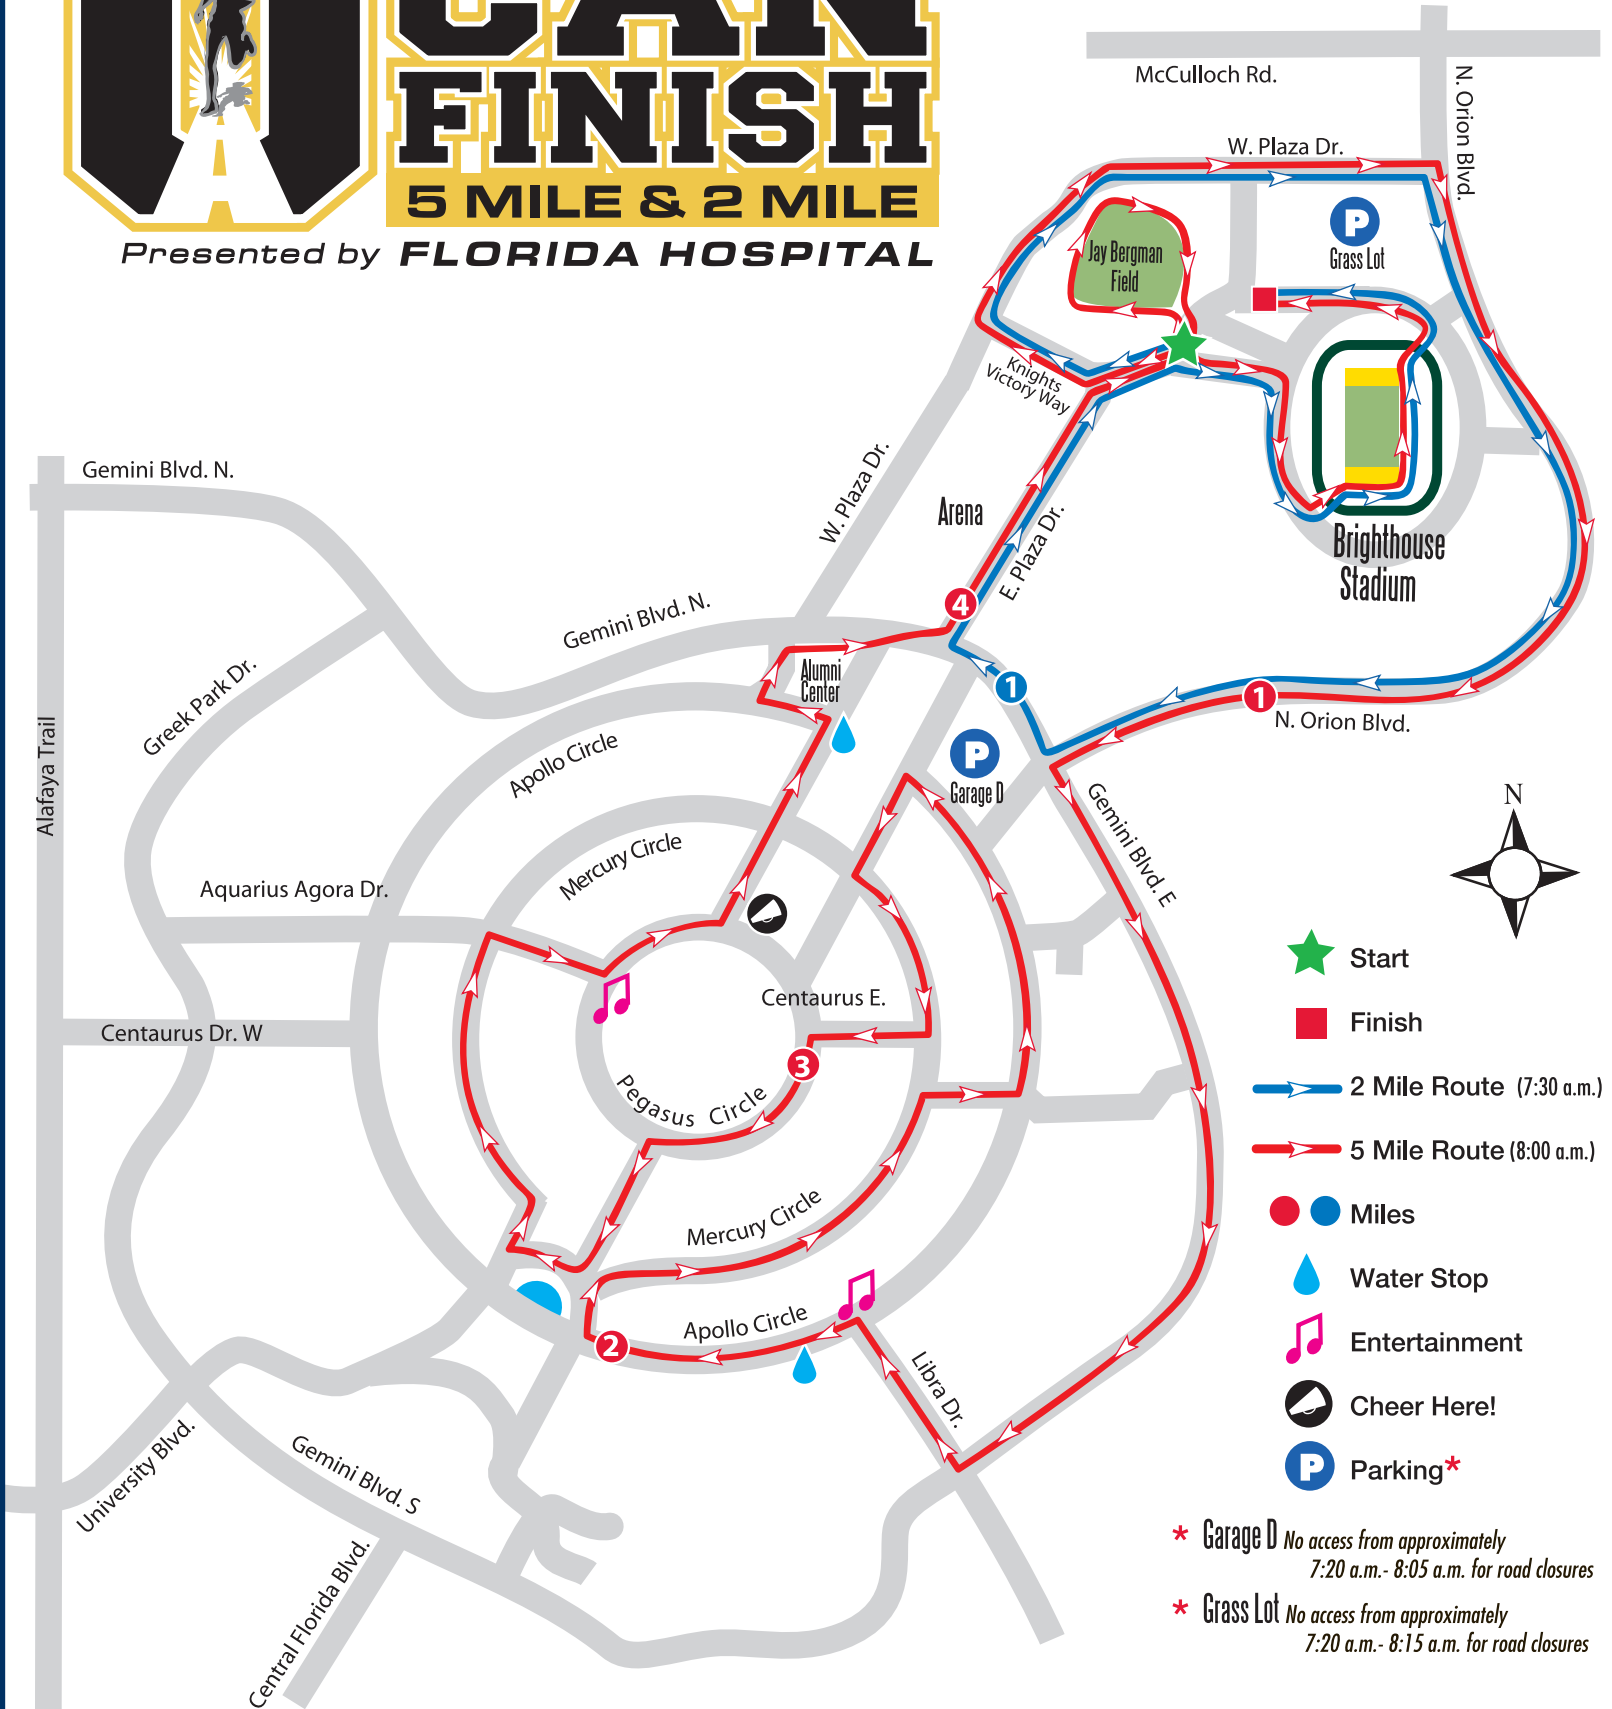 CAN
FINISH
5 MILE & 2 MILE
Presented by FLORIDA HOSPITAL
McCulloch Rd.
N. Orion Blvd.
W. Plaza Dr.
P
Grass Lot
Jay Bergman
Field
Knights
Victory Way
W. Plaza Dr.
Arena
E. Plaza Dr.
Brighthouse
Stadium
Gemini Blvd. N.
Gemini Blvd. N.
4
Greek Park Dr.
Alumni
Center
1
1
N. Orion Blvd.
Alafaya Trail
Apollo Circle
P
Garage D
Gemini Blvd. E
Mercury Circle
Aquarius Agora Dr.
Centaurus E.
Centaurus Dr. W
3
Pegasus Circle
Mercury Circle
Apollo Circle
2
Libra Dr.
University Blvd.
Gemini Blvd. S
Central Florida Blvd.
N
Start
Finish
2 Mile Route (7:30 a.m.)
5 Mile Route (8:00 a.m.)
Miles
Water Stop
Entertainment
Cheer Here!
P Parking*
* Garage D No access from approximately
7:20 a.m.- 8:05 a.m. for road closures
* Grass Lot No access from approximately
7:20 a.m.- 8:15 a.m. for road closures